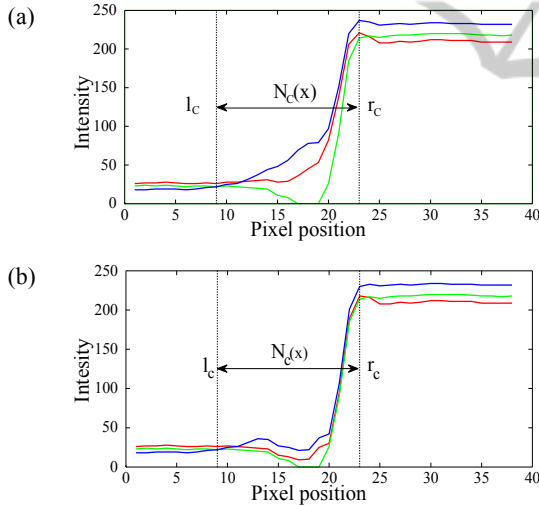 (a)
Intensity
250
200
150
100
50
0
l_C
N_C(x)
r_C
0 5 10 15 20 25 30 35 40
Pixel position
(b)
Intesity
250
200
150
100
50
0
l_c
N_c(x)
r_c
0 5 10 15 20 25 30 35 40
Pixel position